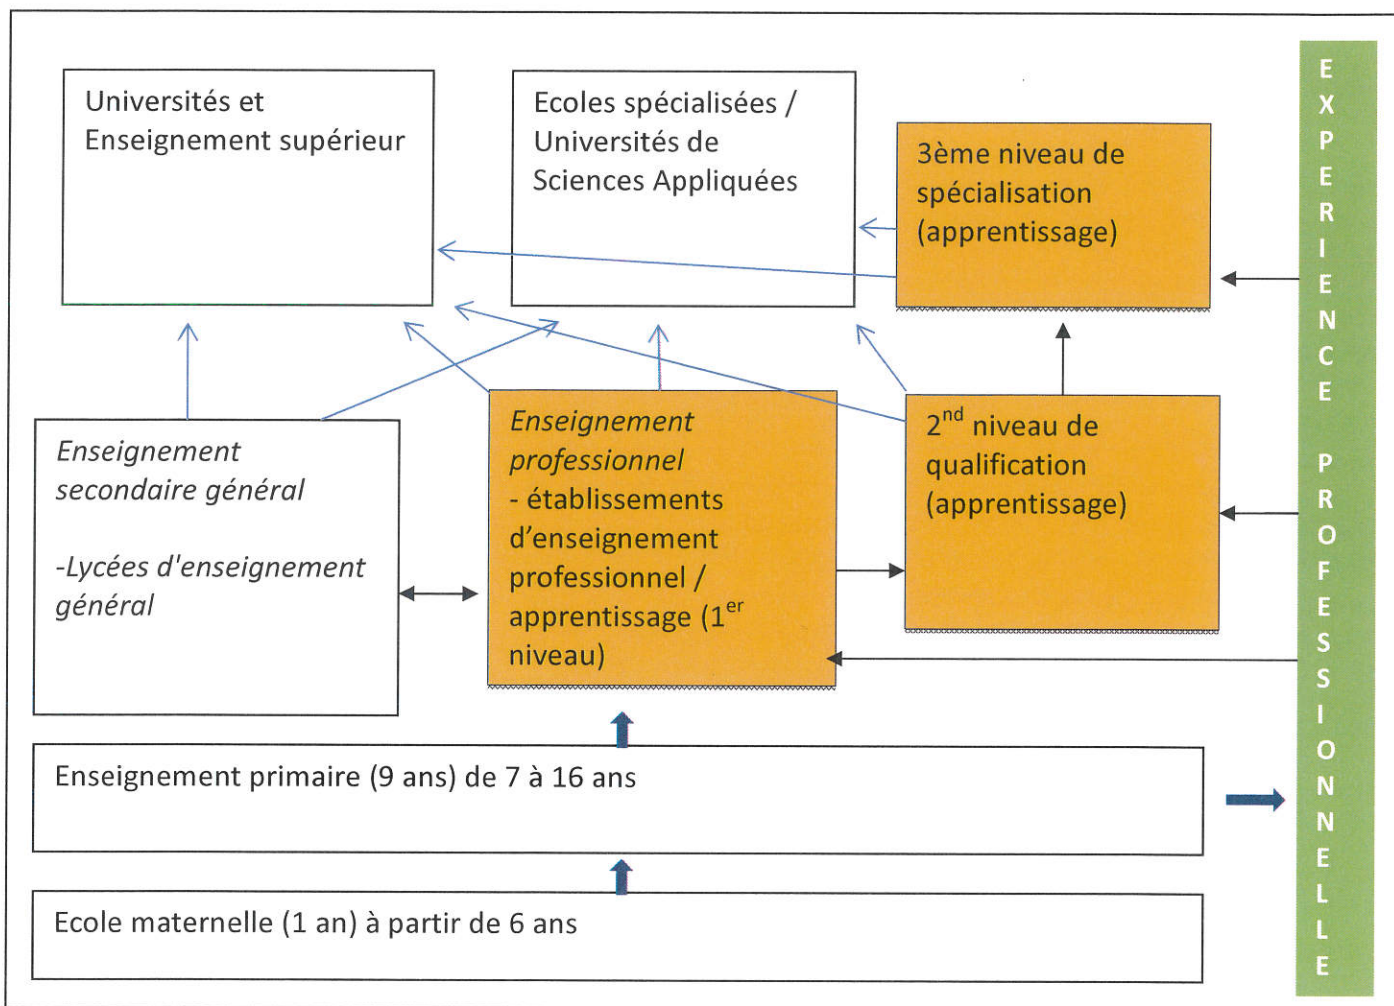 Universités et
Enseignement supérieur
Ecoles spécialisées /
Universités de
Sciences Appliquées
3ème niveau de
spécialisation
(apprentissage)
Enseignement
secondaire général
-Lycées d'enseignement
général
Enseignement
professionnel
- établissements
d’enseignement
professionnel /
apprentissage (1er
niveau)
2nd niveau de
qualification
(apprentissage)
Enseignement primaire (9 ans) de 7 à 16 ans
Ecole maternelle (1 an) à partir de 6 ans
EXPERIENCE PROFESSIONNELLE